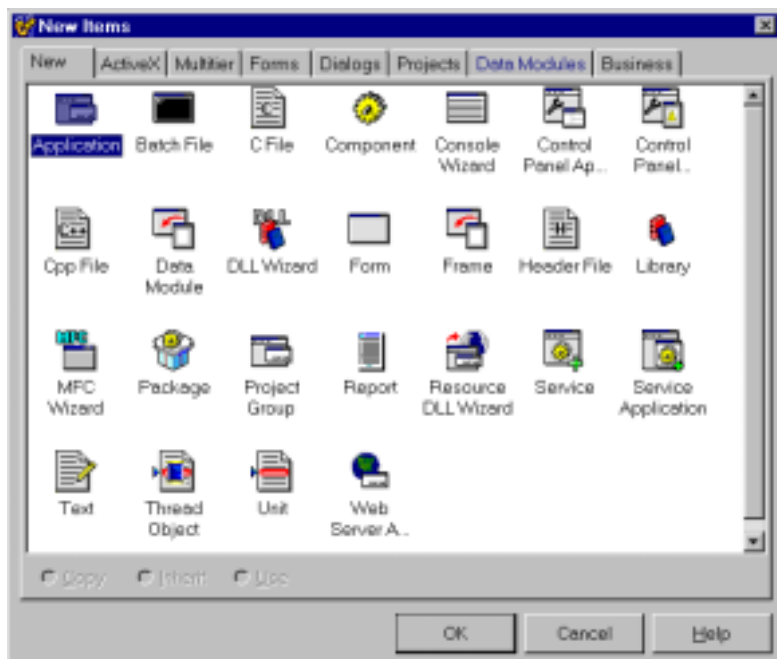 New Items
New ActiveX Multitier Forms Dialogs Projects Data Modules Business
Application Batch File C File Component Console Wizard Control Panel Ap... Control Panel...
C++ DLL H
Cpp File Data Module DLL Wizard Form Frame Header File Library
MFC
MFC Wizard Package Project Group Report Resource DLL Wizard Service Service Application
Text Thread Object Unit Web Server A...
Copy Inherit Use
OK Cancel Help